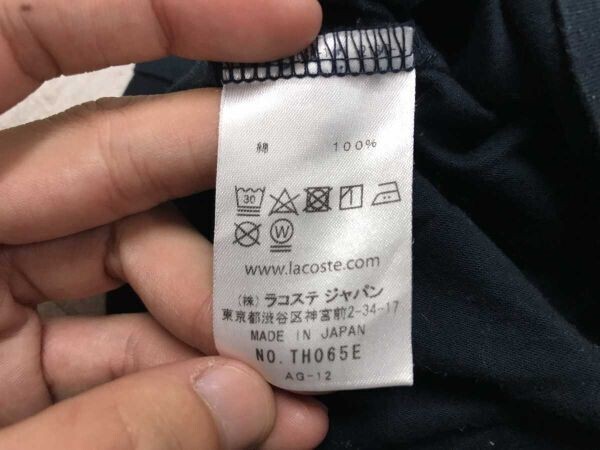 綿 100%
30
W
www.lacoste.com
(株) ラコステ ジャパン
東京都渋谷区神宮前2-34-17
MADE IN JAPAN
NO. TH065E
AG-12